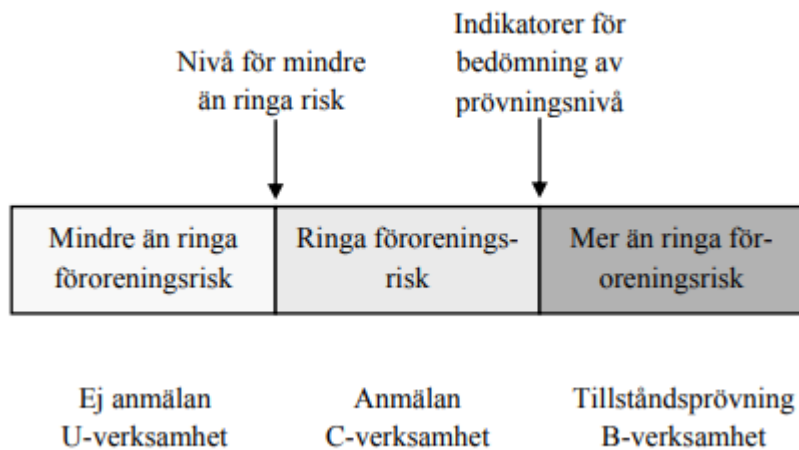 Nivå för mindre
än ringa risk
Indikatorer för
bedömning av
prövningsnivå
Mindre än ringa
föroreningsrisk
Ringa förorenings-
risk
Mer än ringa för-
oreningsrisk
Ej anmälan
U-verksamhet
Anmälan
C-verksamhet
Tillståndsprövning
B-verksamhet